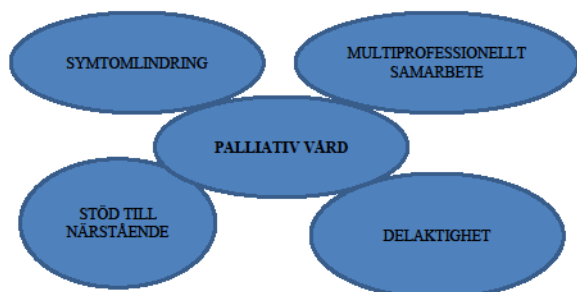 SYMTOMLINDRING
MULTIPROFESSIONELLT
SAMARBETE
PALLIATIV VÅRD
STÖD TILL
NÄRSTÅENDE
DELAKTIGHET